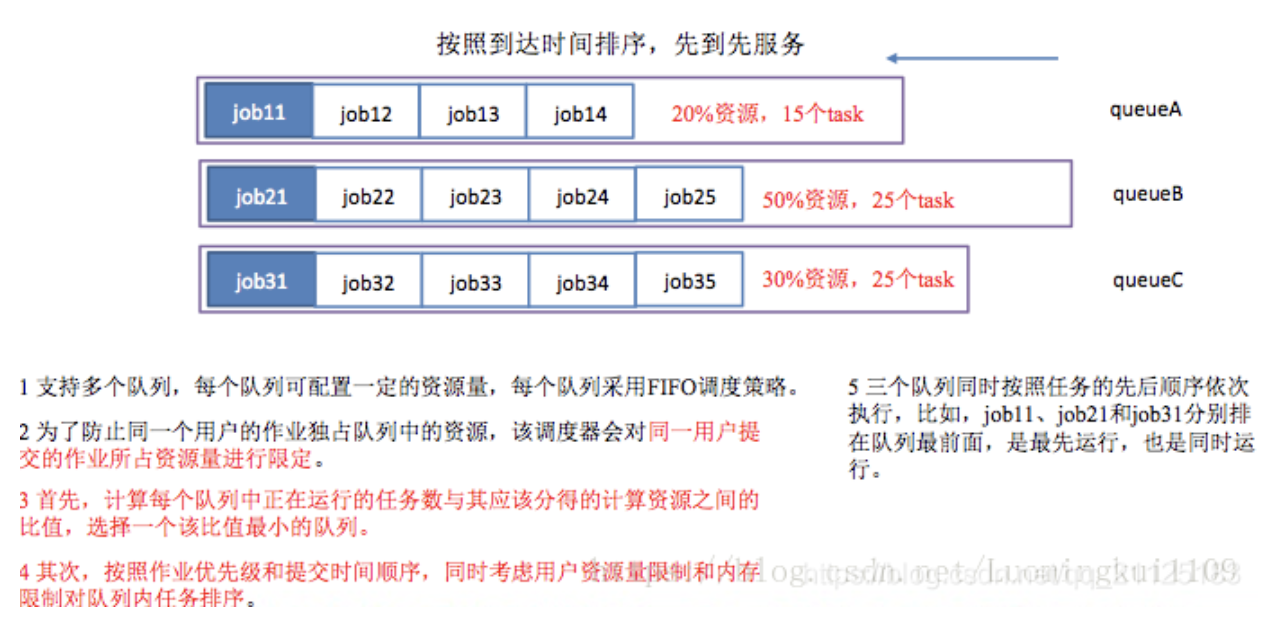 按照到达时间排序，先到先服务
job11 job12 job13 job14 20%资源，15个task queueA
job21 job22 job23 job24 job25 50%资源，25个task queueB
job31 job32 job33 job34 job35 30%资源，25个task queueC
1 支持多个队列，每个队列可配置一定的资源量，每个队列采用FIFO调度策略。
2 为了防止同一个用户的作业独占队列中的资源，该调度器会对同一用户提
交的作业所占资源量进行限定。
3 首先，计算每个队列中正在运行的任务数与其应该分得的计算资源之间的
比值，选择一个该比值最小的队列。
4 其次，按照作业优先级和提交时间顺序，同时考虑用户资源量限制和内存
限制对队列内任务排序。
5 三个队列同时按照任务的先后顺序依次
执行，比如，job11、job21和job31分别排
在队列最前面，是最先运行，也是同时运
行。